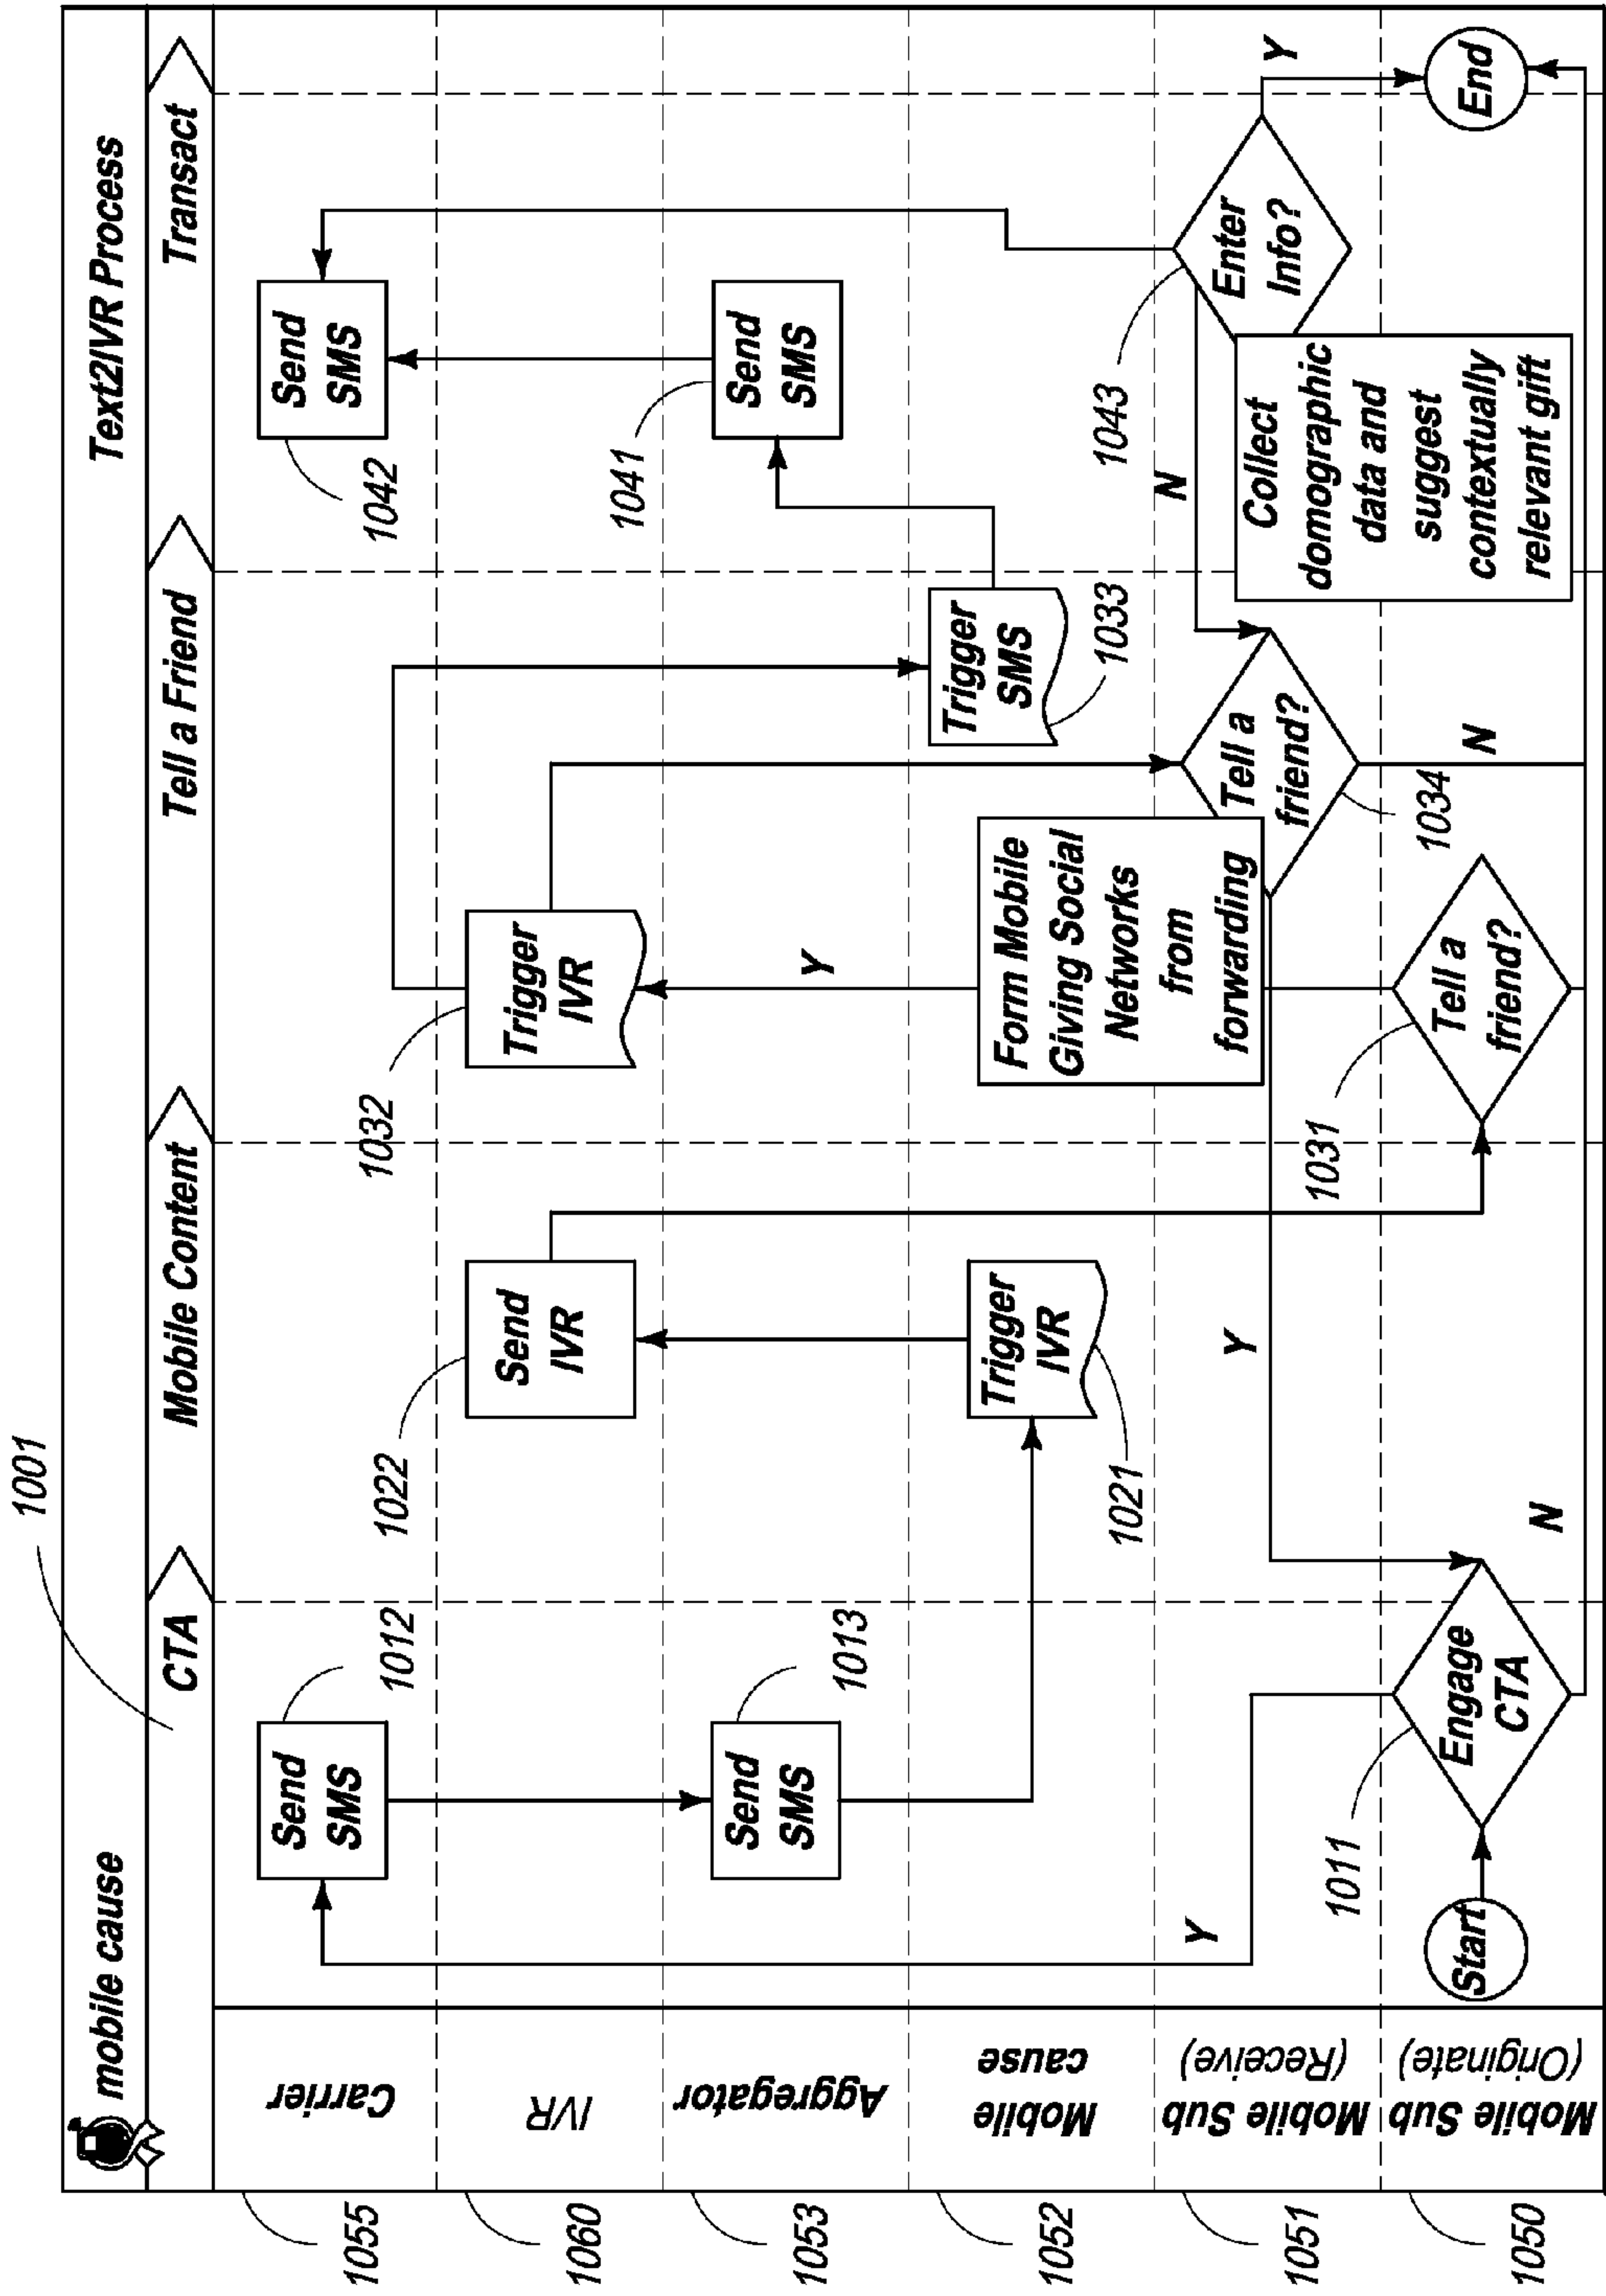 mobile cause
Text2IVR Process
1001
CTA
Mobile Content
Tell a Friend
Transact
1055
Carrier
Send
SMS
1012
Send
SMS
1042
1060
IVR
1022
Send
IVR
1032
Trigger
IVR
1053
Aggregator
Send
SMS
1013
Y
1041
Send
SMS
1052
Mobile
cause
Trigger
IVR
1021
Form Mobile
Giving Social
Networks
from
forwarding
Trigger
SMS
1033
1051
Mobile Sub
(Receive)
Y
Y
Tell a
friend?
1034
N
1043
Enter
Info?
Y
Collect
domographic
data and
suggest
contextually
relevant gift
1050
Mobile Sub
(Originate)
Start
1011
Engage
CTA
N
1031
Tell a
friend?
N
End